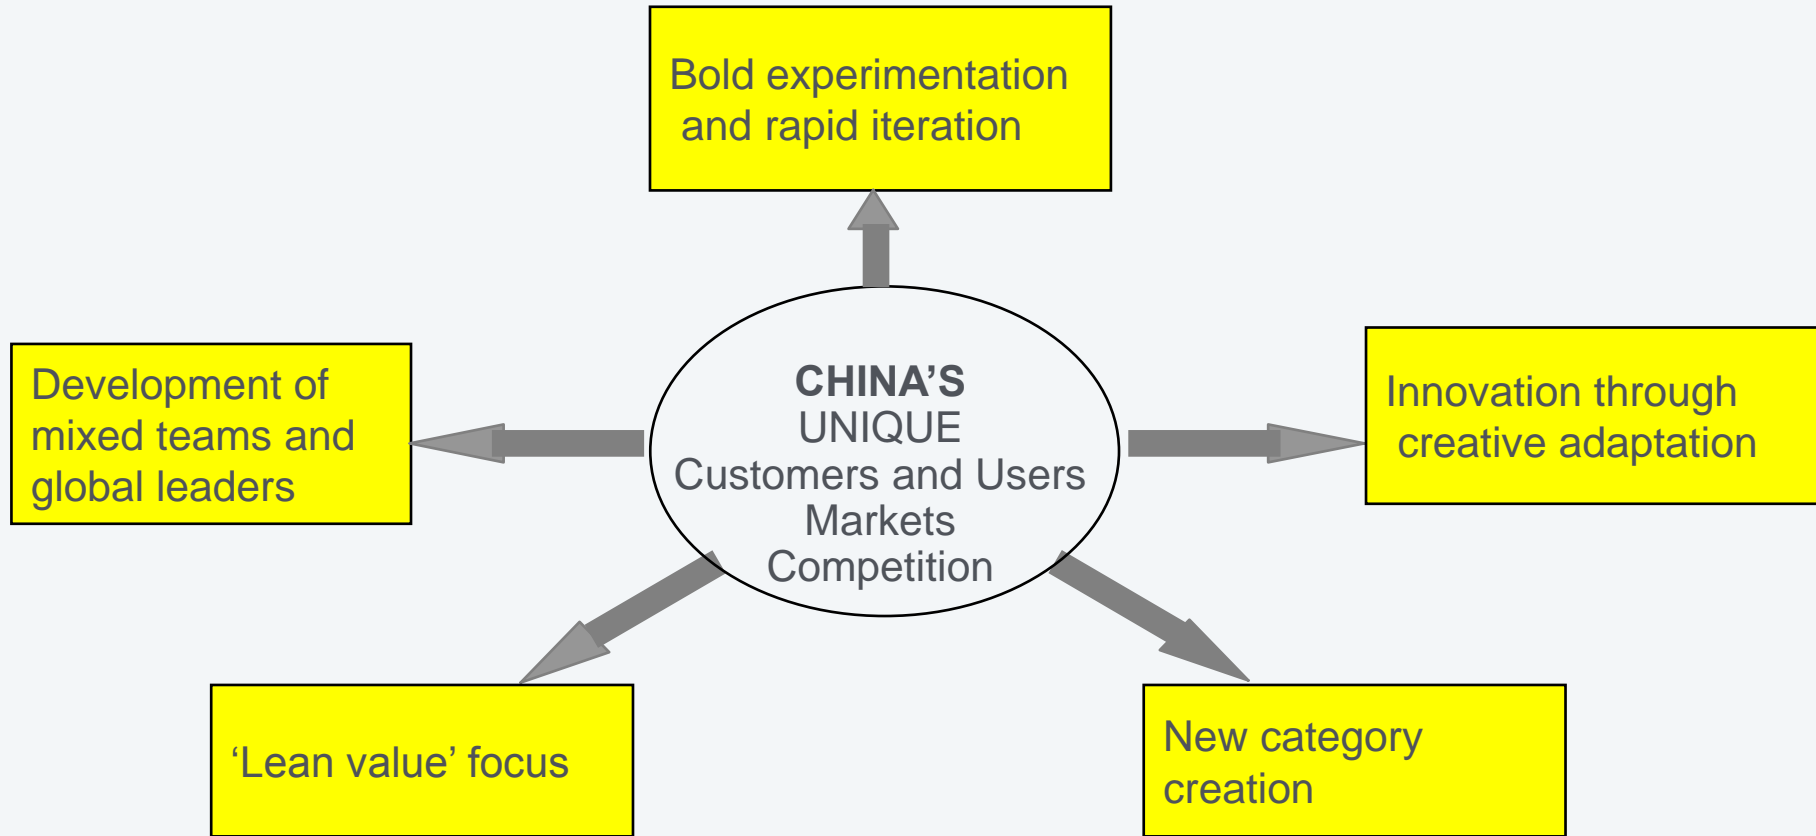 Bold experimentation
and rapid iteration
Development of
mixed teams and
global leaders
CHINA’S
UNIQUE
Customers and Users
Markets
Competition
Innovation through
creative adaptation
‘Lean value’ focus
New category
creation